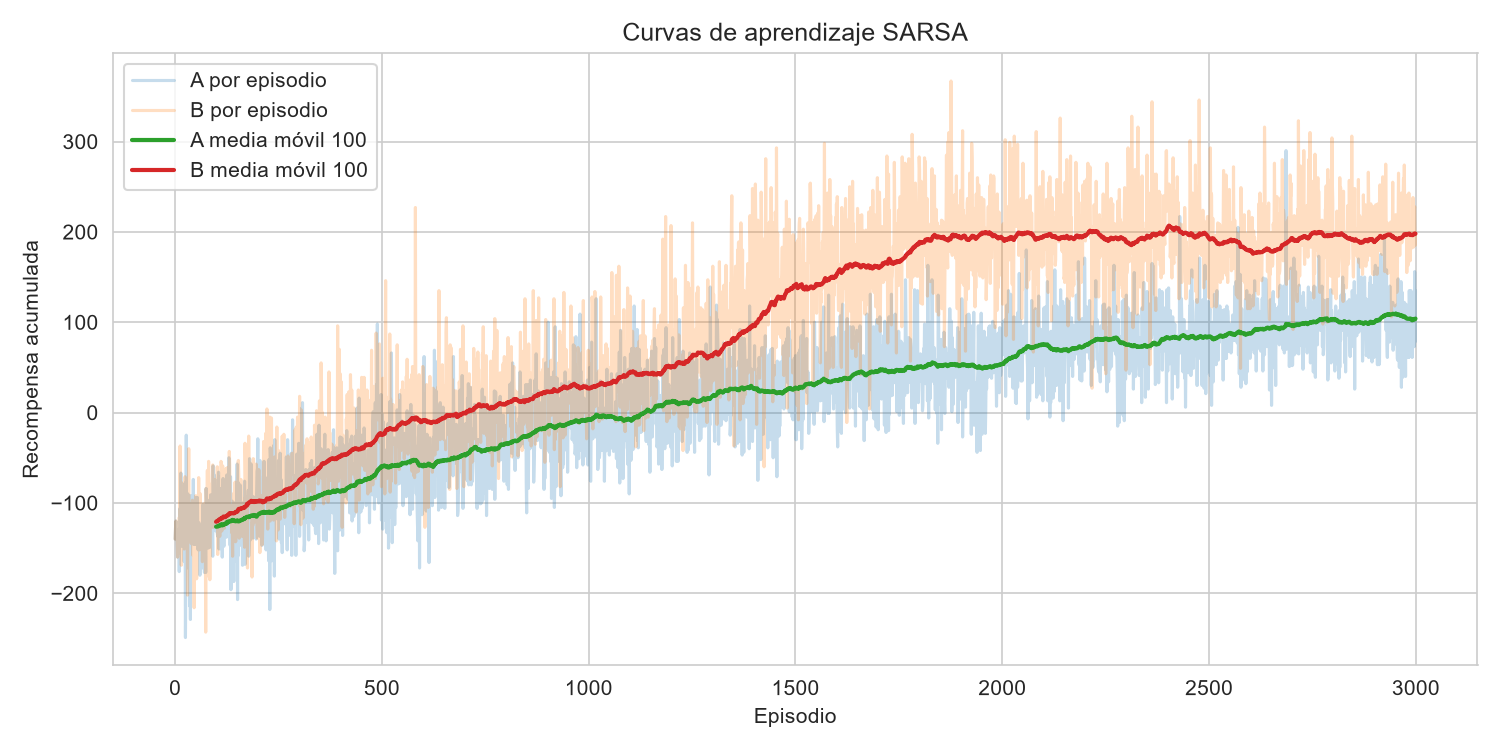 Curvas de aprendizaje SARSA
A por episodio
B por episodio
A media móvil 100
B media móvil 100
Recompensa acumulada
300
200
100
0
−100
−200
0 500 1000 1500 2000 2500 3000
Episodio